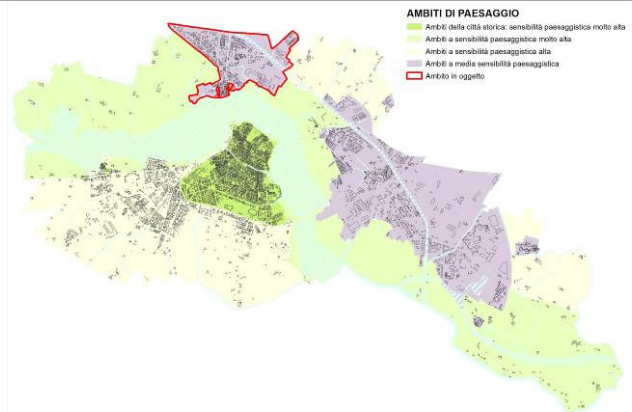 AMBITI DI PAESAGGIO
Ambiti della città storica: sensibilità paesaggistica molto alta
Ambiti a sensibilità paesaggistica molto alta
Ambiti a sensibilità paesaggistica alta
Ambiti a media sensibilità paesaggistica
Ambito in oggetto